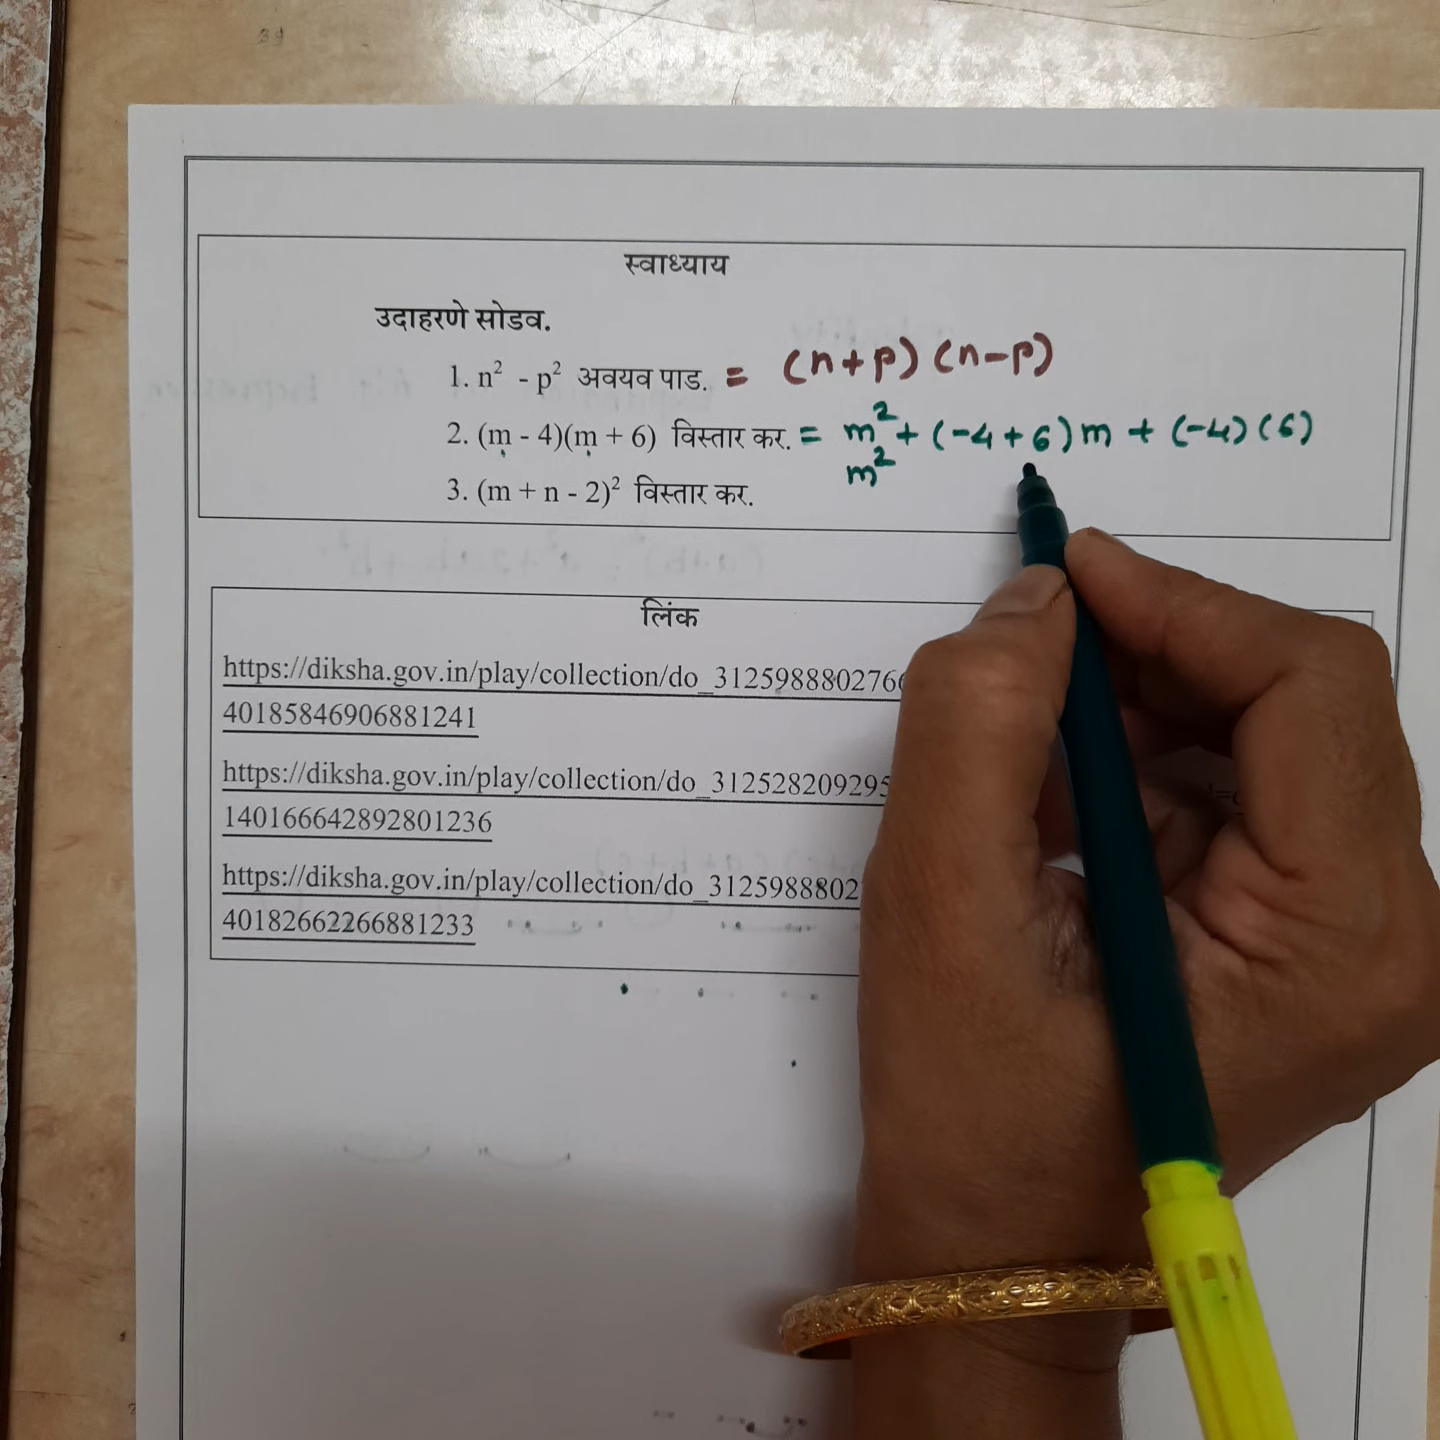 स्वाध्याय
उदाहरणे सोडव.
1. n² - p² अवयव पाड. = (n+p) (n-p)
2. (m - 4)(m + 6) विस्तार कर. = m² + (-4+6)m + (-4) (6)
m²
3. (m + n - 2)² विस्तार कर.
लिंक
https://diksha.gov.in/play/collection/do_3125988802766
40185846906881241
https://diksha.gov.in/play/collection/do_312528209295
140166642892801236
https://diksha.gov.in/play/collection/do_3125988802
40182662266881233